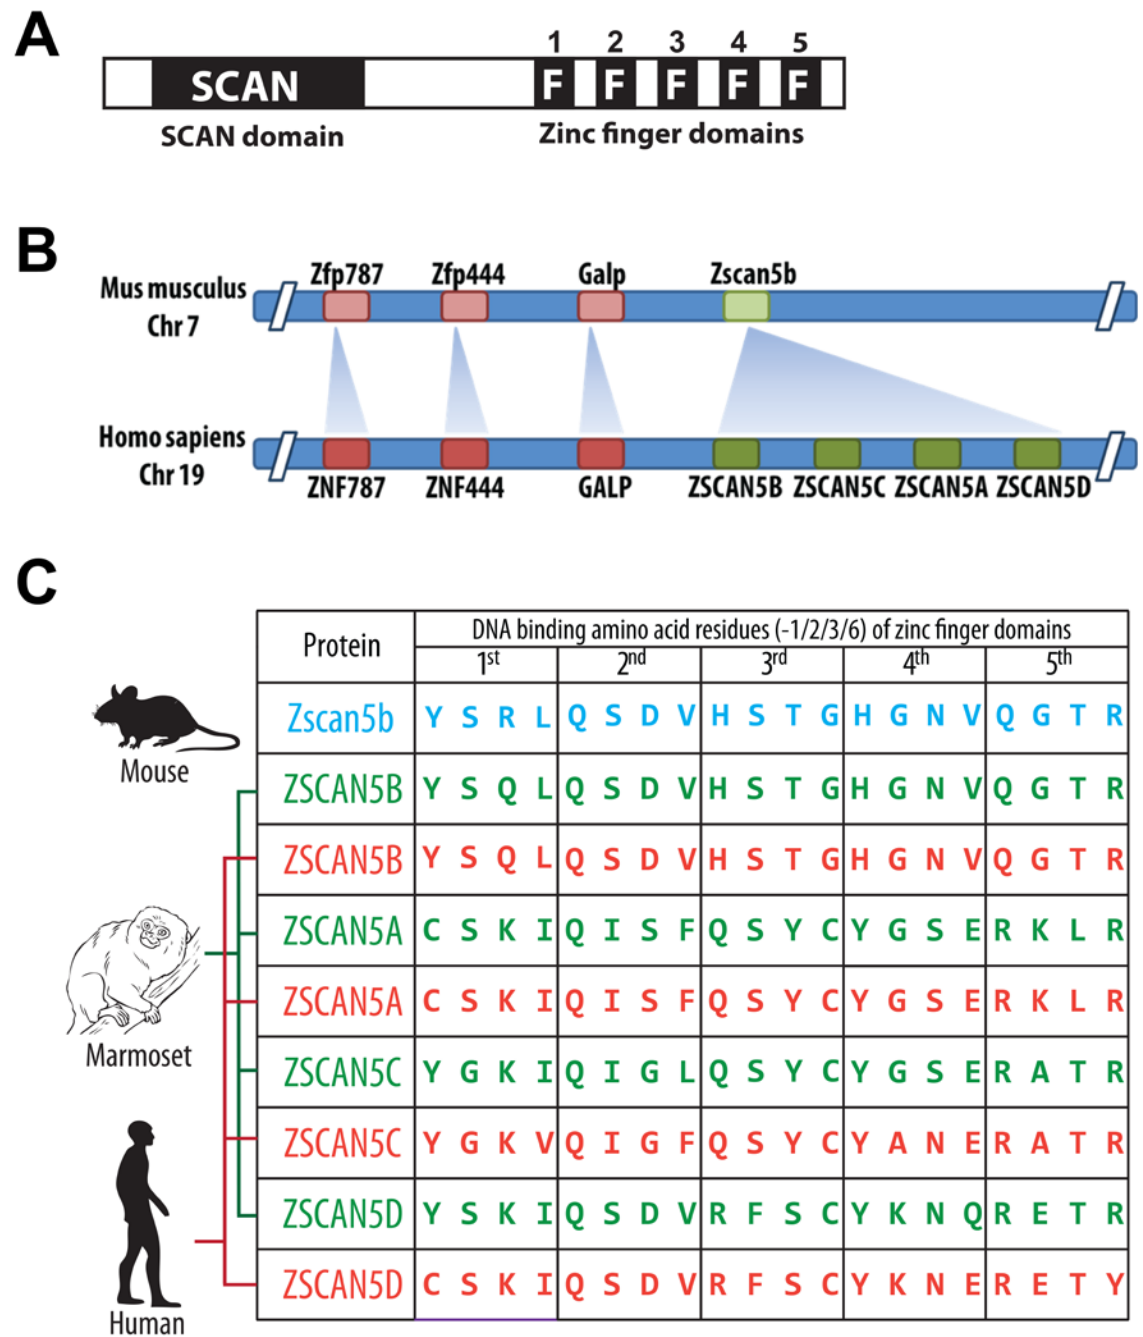 A
1 2 3 4 5
SCAN F F F F F
SCAN domain Zinc finger domains
B
Zfp787 Zfp444 Galp Zscan5b
Mus musculus
Chr 7
Homo sapiens
Chr 19
ZNF787 ZNF444 GALP ZSCAN5B ZSCAN5C ZSCAN5A ZSCAN5D
C
Protein
DNA binding amino acid residues (-1/2/3/6) of zinc finger domains
1st 2nd 3rd 4th 5th
Zscan5b Y S R L Q S D V H S T G H G N V Q G T R
Mouse
ZSCAN5B Y S Q L Q S D V H S T G H G N V Q G T R
ZSCAN5B Y S Q L Q S D V H S T G H G N V Q G T R
ZSCAN5A C S K I Q I S F Q S Y C Y G S E R K L R
ZSCAN5A C S K I Q I S F Q S Y C Y G S E R K L R
Marmoset
ZSCAN5C Y G K I Q I G L Q S Y C Y G S E R A T R
ZSCAN5C Y G K V Q I G F Q S Y C Y A N E R A T R
ZSCAN5D Y S K I Q S D V R F S C Y K N Q R E T R
ZSCAN5D C S K I Q S D V R F S C Y K N E R E T Y
Human